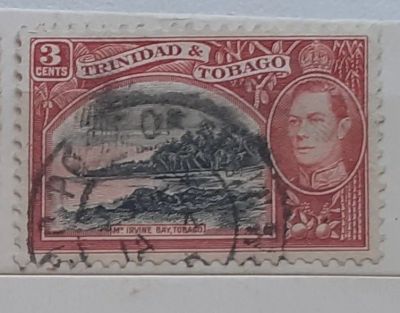 3
CENTS
TRINIDAD &
TOBAGO
Mt IRVINE BAY, TOBAGO